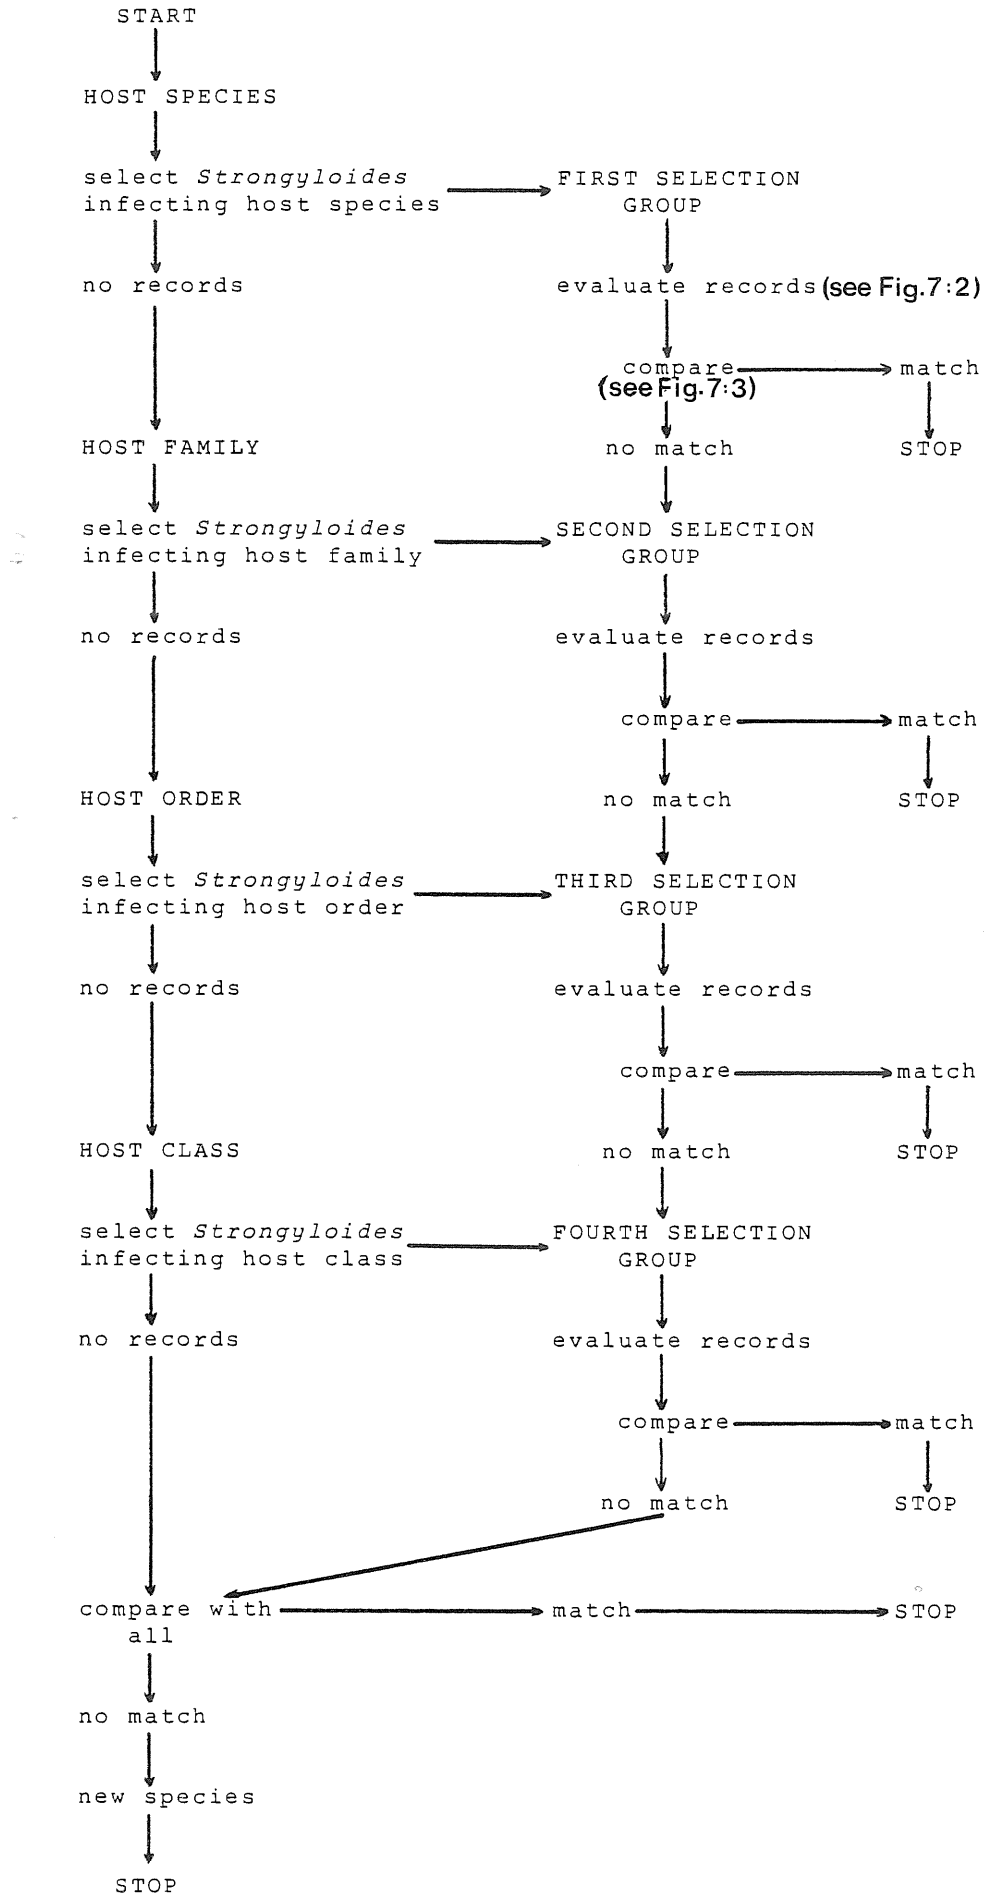 START
HOST SPECIES
select Strongyloides
infecting host species
FIRST SELECTION
GROUP
no records
evaluate records (see Fig.7:2)
compare
(see Fig.7:3)
match
HOST FAMILY
no match
STOP
select Strongyloides
infecting host family
SECOND SELECTION
GROUP
no records
evaluate records
compare
match
HOST ORDER
no match
STOP
select Strongyloides
infecting host order
THIRD SELECTION
GROUP
no records
evaluate records
compare
match
HOST CLASS
no match
STOP
select Strongyloides
infecting host class
FOURTH SELECTION
GROUP
no records
evaluate records
compare
match
no match
STOP
compare with
all
match
STOP
no match
new species
STOP